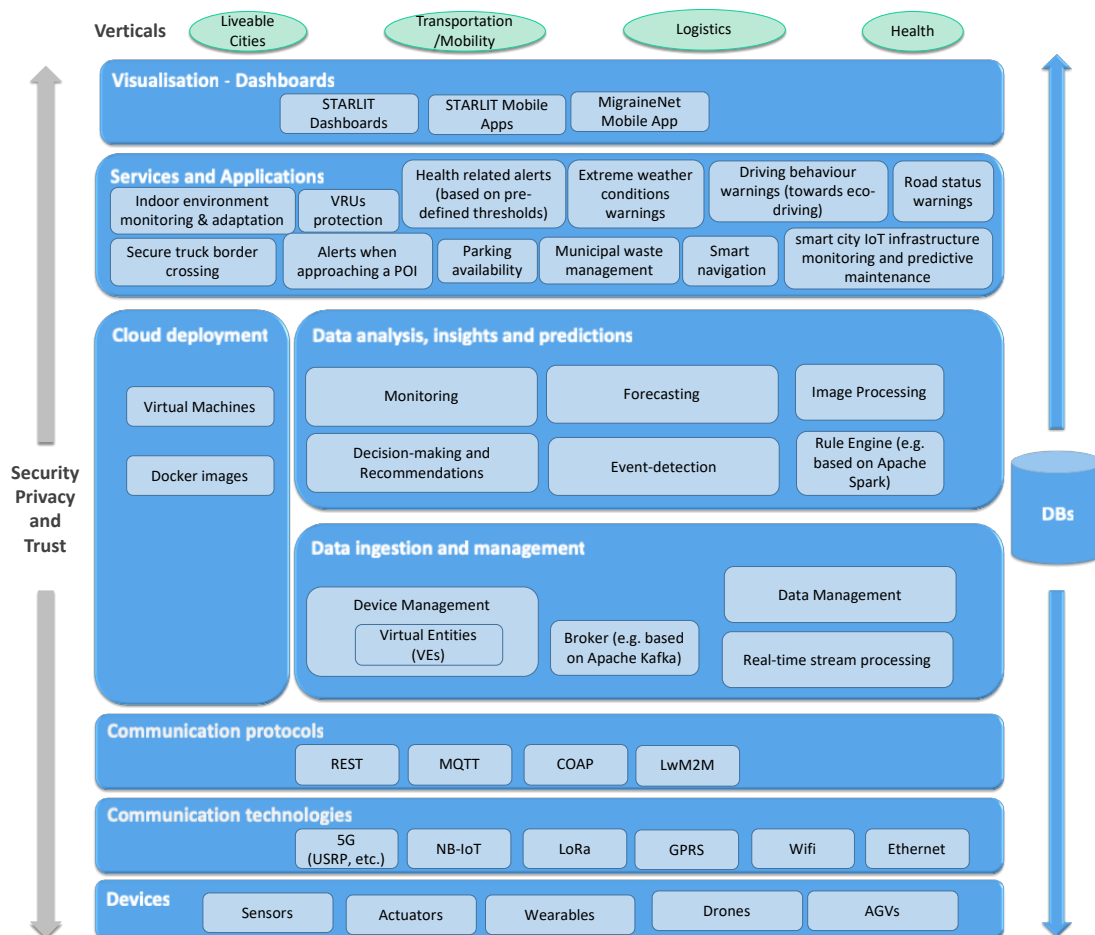 Verticals
Liveable
Cities
Transportation
/Mobility
Logistics
Health
Visualisation - Dashboards
STARLIT
Dashboards
STARLIT Mobile
Apps
MigraineNet
Mobile App
Services and Applications
Indoor environment
monitoring & adaptation
VRUs
protection
Health related alerts
(based on pre-
defined thresholds)
Extreme weather
conditions
warnings
Driving behaviour
warnings (towards eco-
driving)
Road status
warnings
Secure truck border
crossing
Alerts when
approaching a POI
Parking
availability
Municipal waste
management
Smart
navigation
smart city IoT infrastructure
monitoring and predictive
maintenance
Cloud deployment
Virtual Machines
Docker images
Data analysis, insights and predictions
Monitoring
Forecasting
Image Processing
Decision-making and
Recommendations
Event-detection
Rule Engine (e.g.
based on Apache
Spark)
Security
Privacy
and
Trust
DBs
Data ingestion and management
Device Management
Virtual Entities
(VEs)
Broker (e.g. based
on Apache Kafka)
Data Management
Real-time stream processing
Communication protocols
REST
MQTT
COAP
LwM2M
Communication technologies
5G
(USRP, etc.)
NB-IoT
LoRa
GPRS
Wifi
Ethernet
Devices
Sensors
Actuators
Wearables
Drones
AGVs